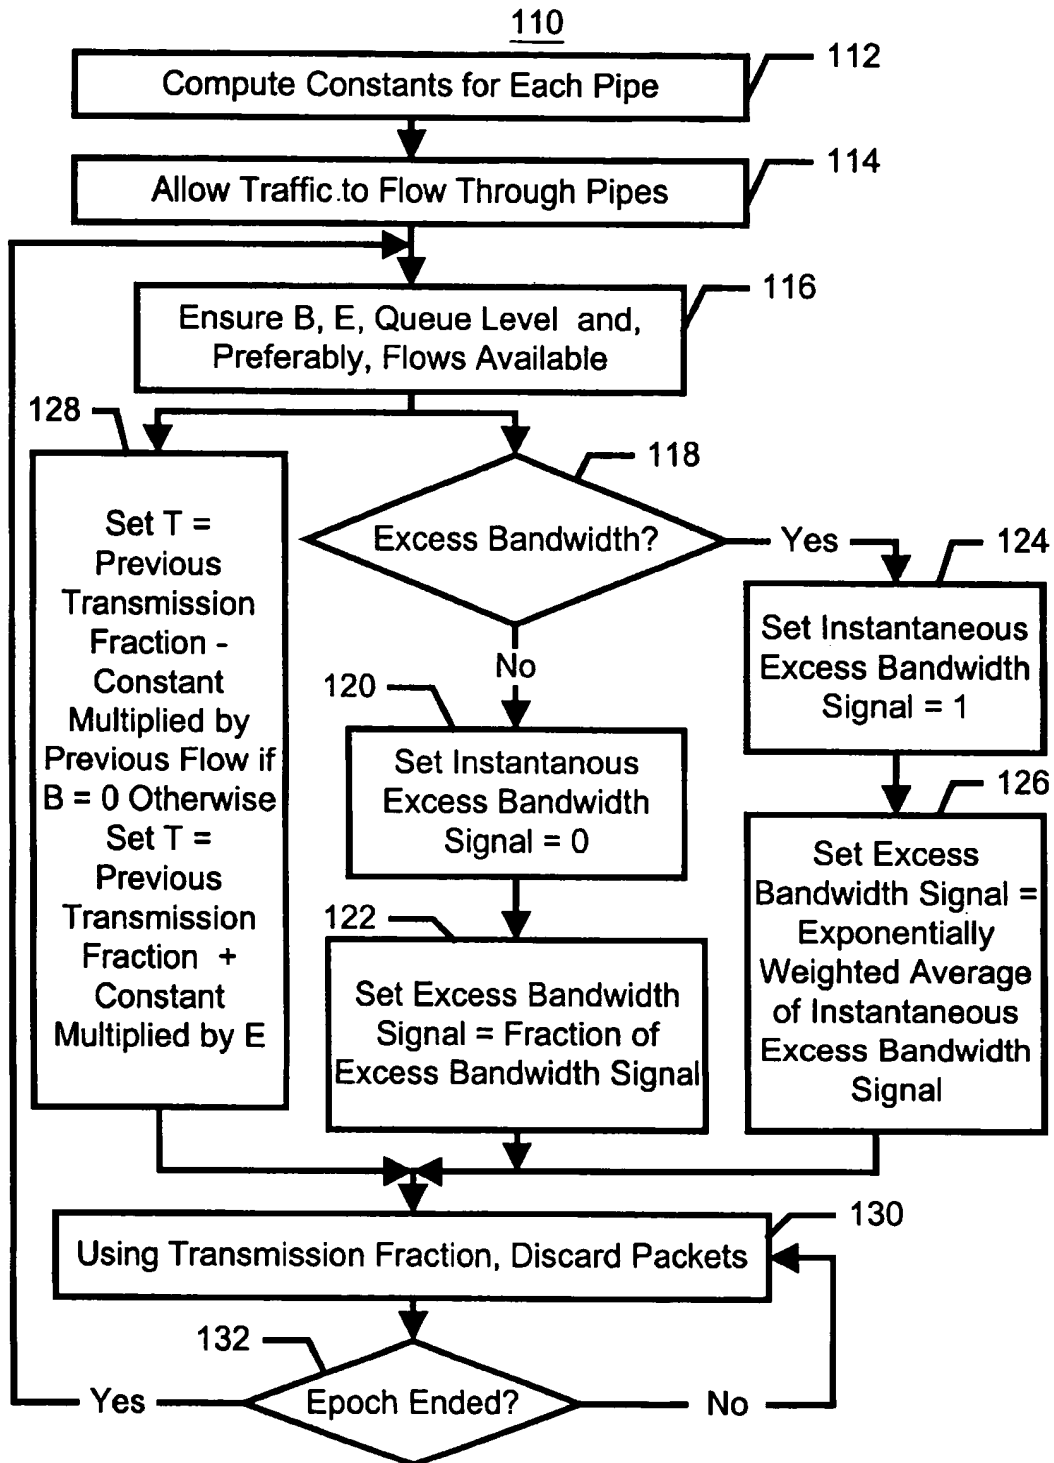 110
112
Compute Constants for Each Pipe
114
Allow Traffic.to Flow Through Pipes
116
Ensure B, E, Queue Level and,
Preferably, Flows Available
128
Set T =
Previous
Transmission
Fraction -
Constant
Multiplied by
Previous Flow if
B = 0 Otherwise
Set T =
Previous
Transmission
Fraction +
Constant
Multiplied by E
118
Excess Bandwidth?
Yes
No
124
Set Instantaneous
Excess Bandwidth
Signal = 1
120
Set Instantanous
Excess Bandwidth
Signal = 0
126
Set Excess
Bandwidth Signal =
Exponentially
Weighted Average
of Instantaneous
Excess Bandwidth
Signal
122
Set Excess Bandwidth
Signal = Fraction of
Excess Bandwidth Signal
130
Using Transmission Fraction, Discard Packets
132
Epoch Ended?
Yes
No